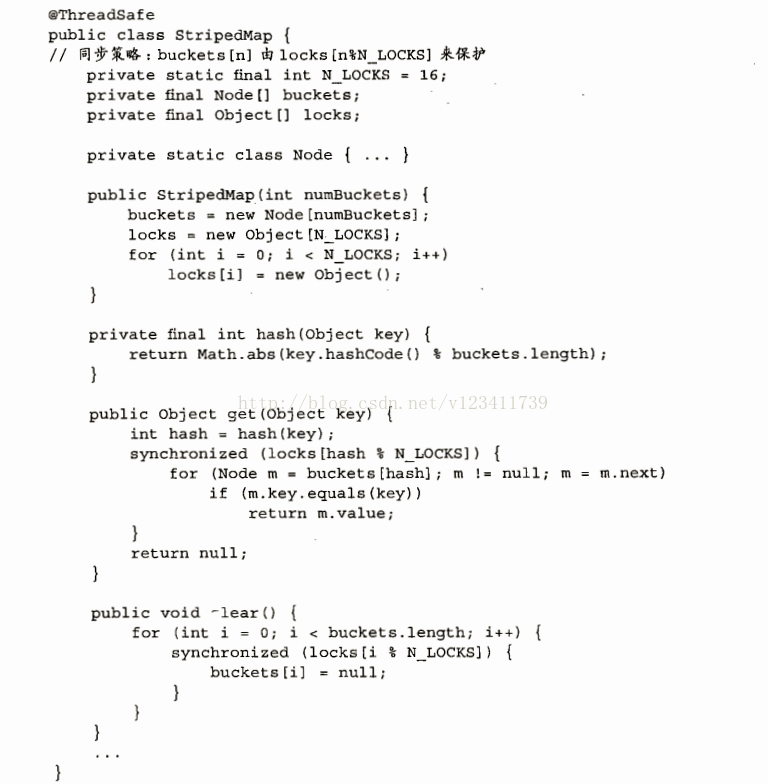 @ThreadSafe
public class StripedMap {
// 同步策略：buckets[n] 由 locks[n%N_LOCKS] 来保护
    private static final int N_LOCKS = 16;
    private final Node[] buckets;
    private final Object[] locks;

    private static class Node { ... }

    public StripedMap(int numBuckets) {
        buckets = new Node[numBuckets];
        locks = new Object[N_LOCKS];
        for (int i = 0; i < N_LOCKS; i++)
            locks[i] = new Object();
    }

    private final int hash(Object key) {
        return Math.abs(key.hashCode() % buckets.length);
    }
http://blog.csdn.net/v123411739
    public Object get(Object key) {
        int hash = hash(key);
        synchronized (locks[hash % N_LOCKS]) {
            for (Node m = buckets[hash]; m != null; m = m.next)
                if (m.key.equals(key))
                    return m.value;
        }
        return null;
    }

    public void lear() {
        for (int i = 0; i < buckets.length; i++) {
            synchronized (locks[i % N_LOCKS]) {
                buckets[i] = null;
            }
        }
    }
    ...
}